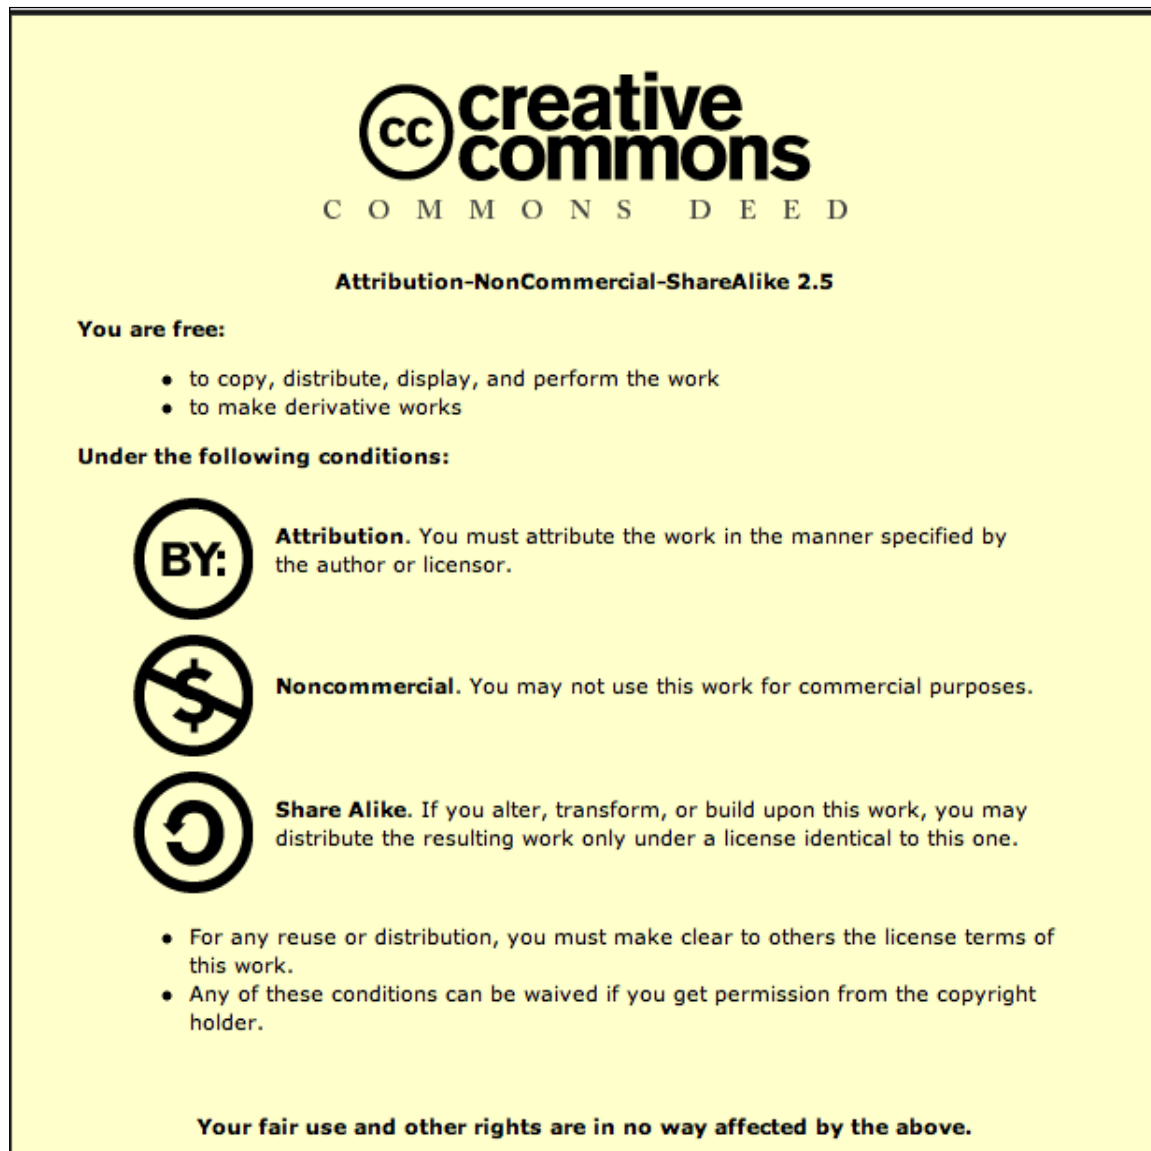 cc creative
commons
COMMONS DEED
Attribution-NonCommercial-ShareAlike 2.5
You are free:
• to copy, distribute, display, and perform the work
• to make derivative works
Under the following conditions:
BY:
Attribution. You must attribute the work in the manner specified by
the author or licensor.
$
Noncommercial. You may not use this work for commercial purposes.
Share Alike. If you alter, transform, or build upon this work, you may
distribute the resulting work only under a license identical to this one.
• For any reuse or distribution, you must make clear to others the license terms of
this work.
• Any of these conditions can be waived if you get permission from the copyright
holder.
Your fair use and other rights are in no way affected by the above.